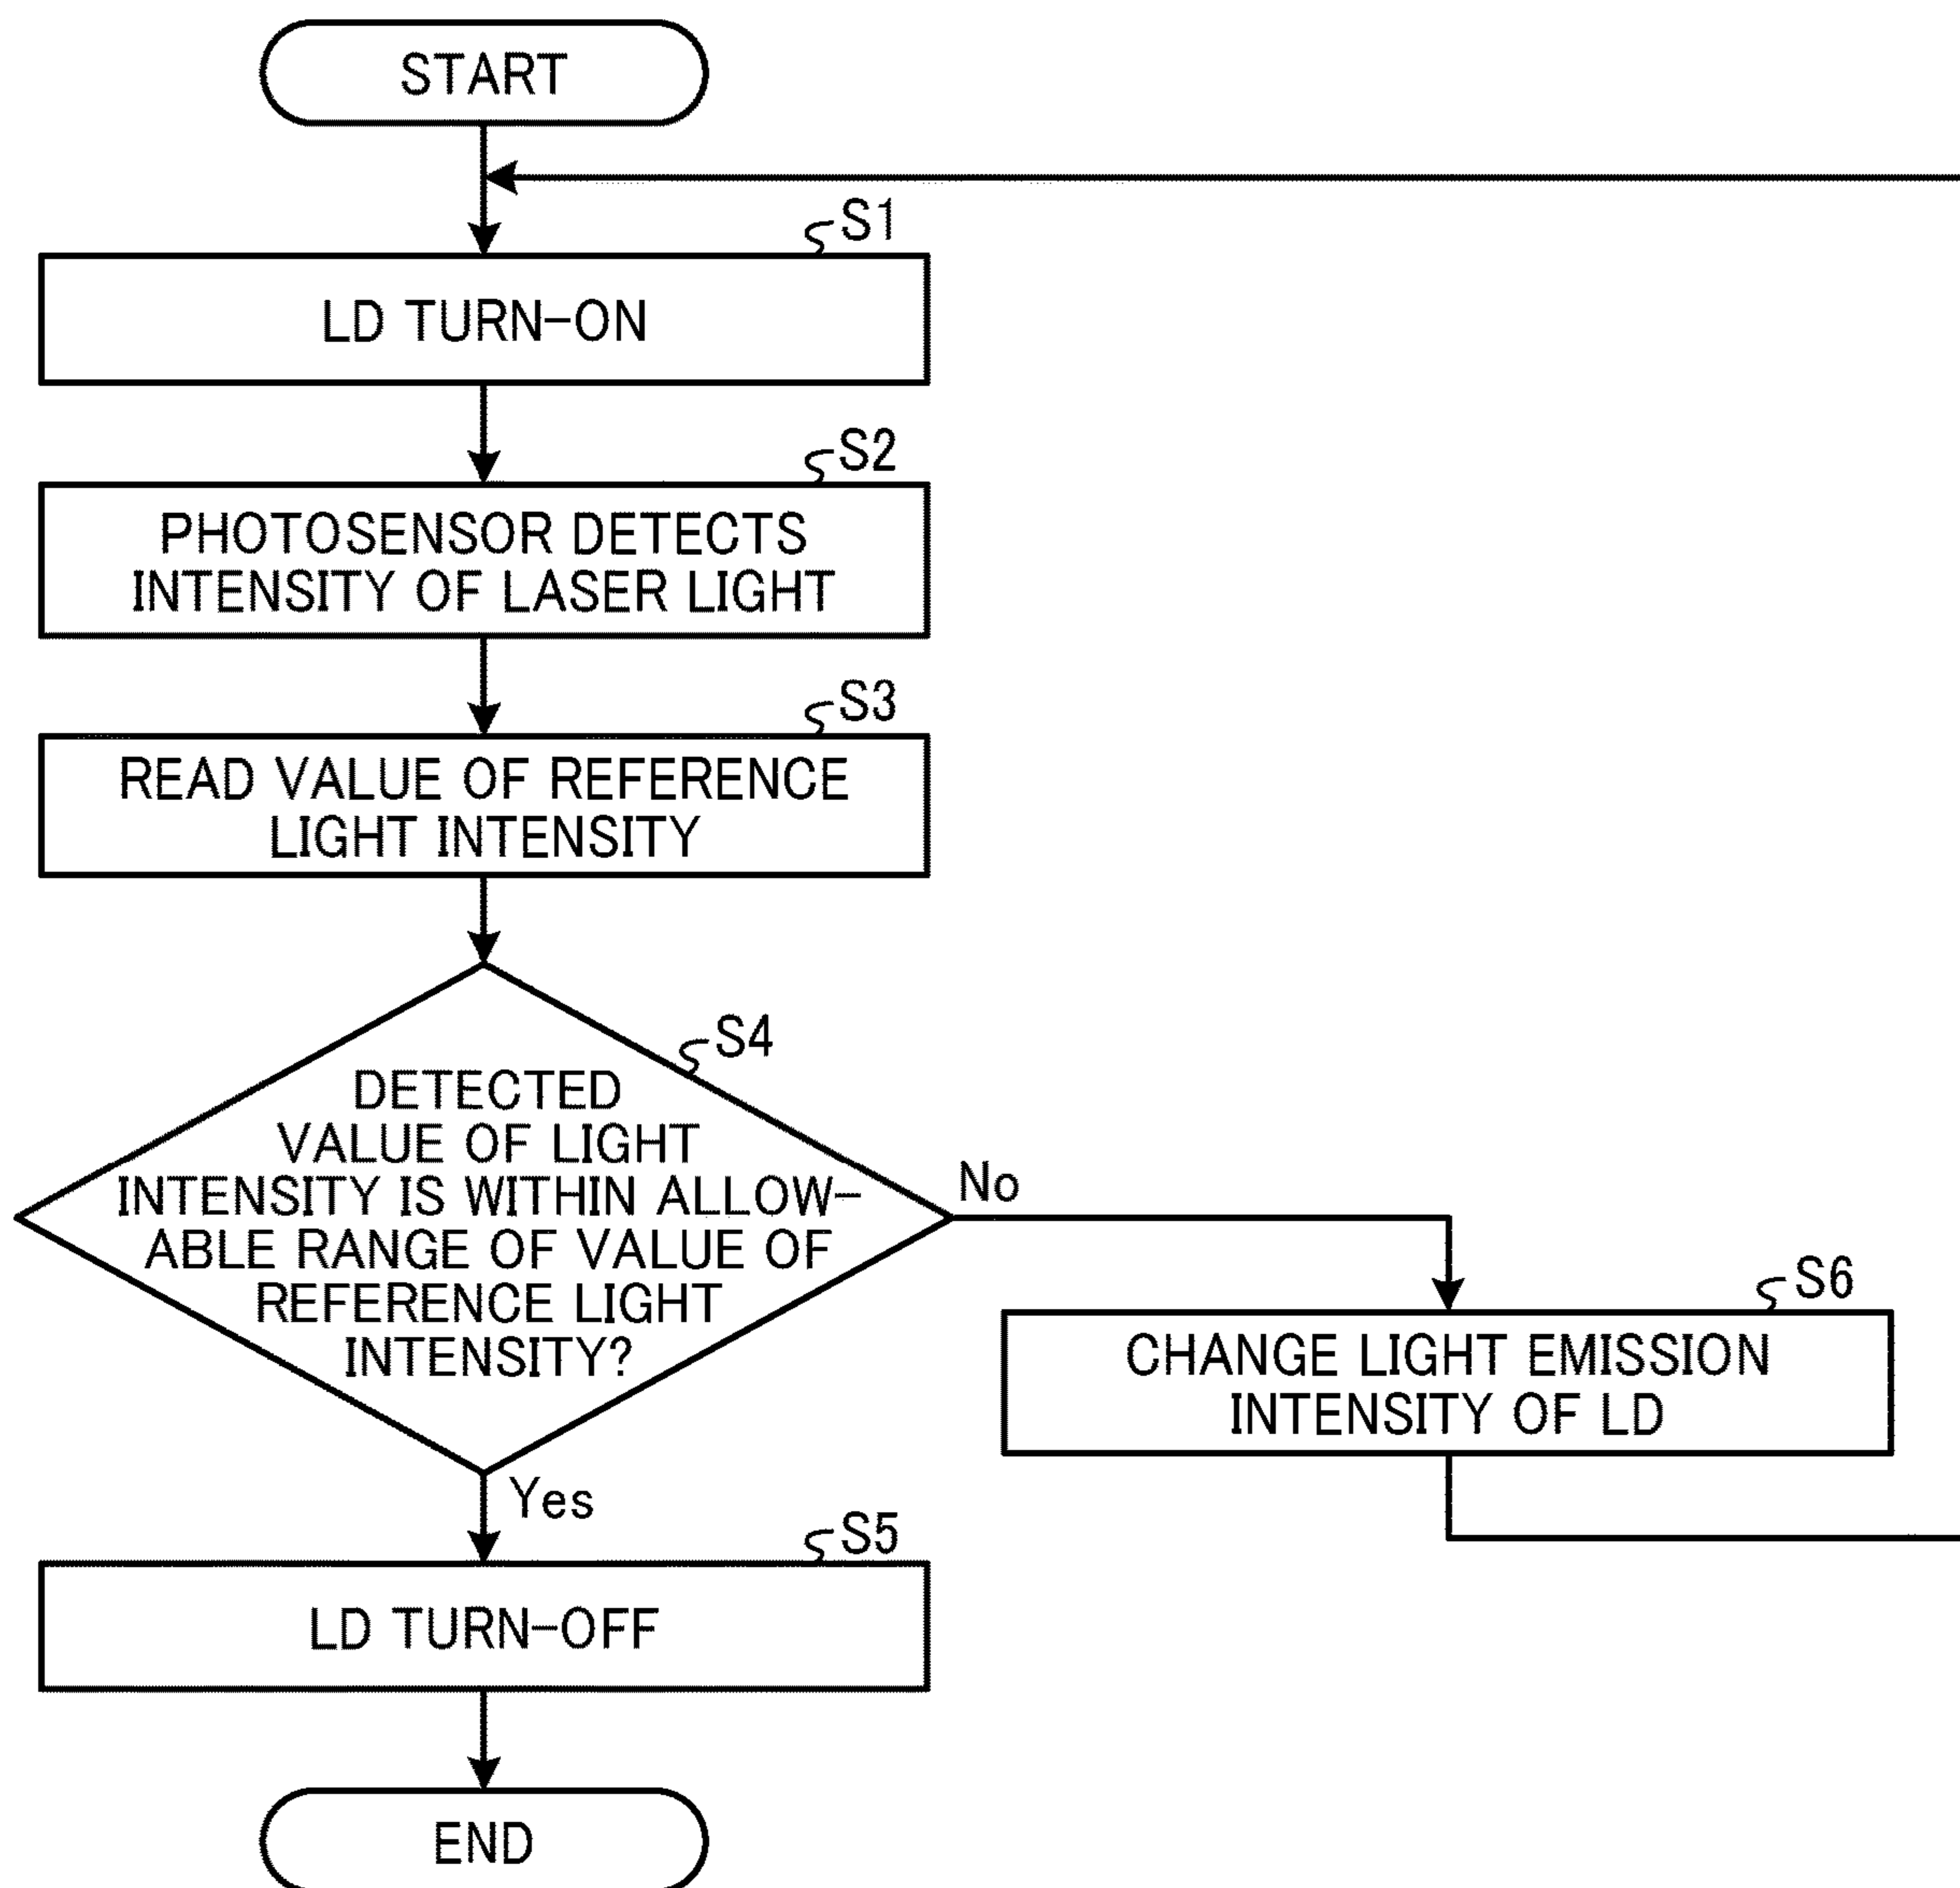 START
S1
LD TURN-ON
S2
PHOTOSENSOR DETECTS
INTENSITY OF LASER LIGHT
S3
READ VALUE OF REFERENCE
LIGHT INTENSITY
S4
DETECTED
VALUE OF LIGHT
INTENSITY IS WITHIN ALLOW-
ABLE RANGE OF VALUE OF
REFERENCE LIGHT
INTENSITY?
No
S6
CHANGE LIGHT EMISSION
INTENSITY OF LD
Yes
S5
LD TURN-OFF
END